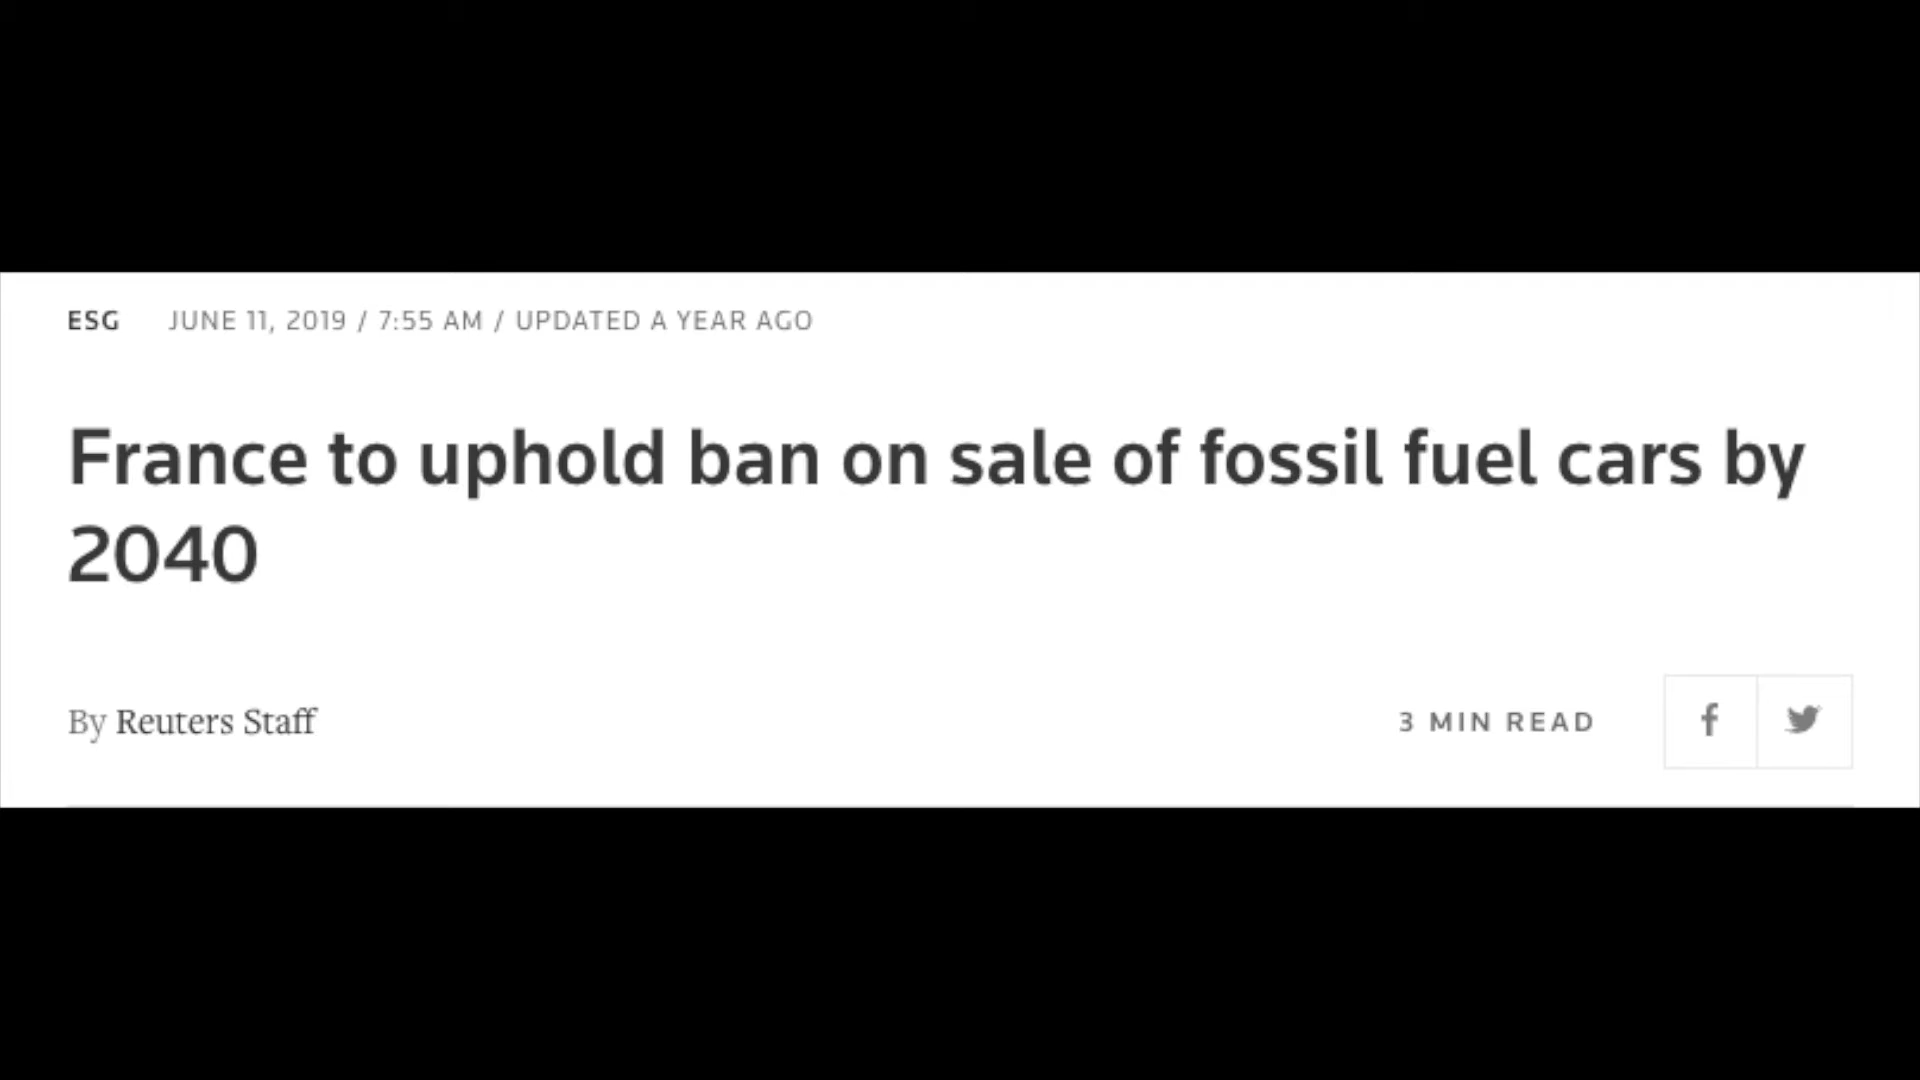 ESG JUNE 11, 2019 / 7:55 AM / UPDATED A YEAR AGO
France to uphold ban on sale of fossil fuel cars by
2040
By Reuters Staff
3 MIN READ